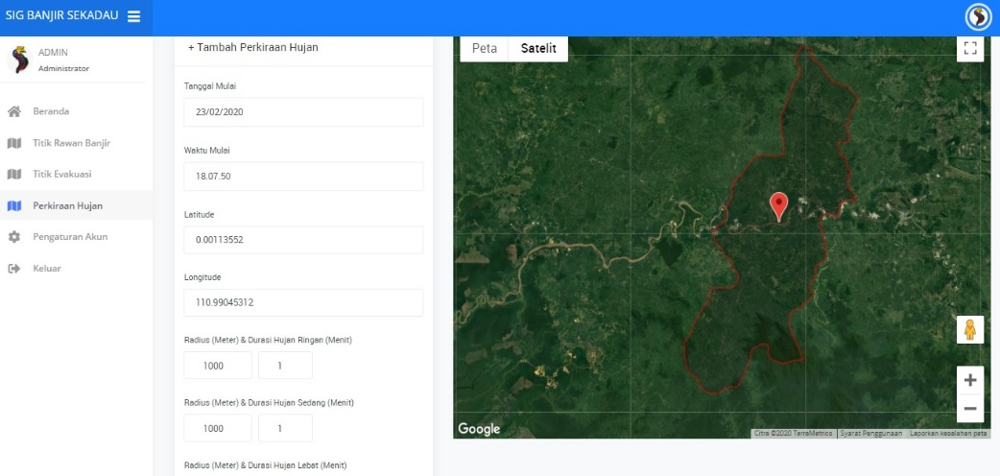 SIG BANJIR SEKADAU
ADMIN
Administrator
Beranda
Titik Rawan Banjir
Titik Evakuasi
Perkiraan Hujan
Pengaturan Akun
Keluar
+ Tambah Perkiraan Hujan
Tanggal Mulai
23/02/2020
Waktu Mulai
18.07.50
Latitude
0.00113552
Longitude
110.99045312
Radius (Meter) & Durasi Hujan Ringan (Menit)
1000 1
Radius (Meter) & Durasi Hujan Sedang (Menit)
1000 1
Radius (Meter) & Durasi Hujan Lebat (Menit)
Peta Satelit
Google
Citra ©2020 TerraMetrics Syarat Penggunaan Laporkan kesalahan peta